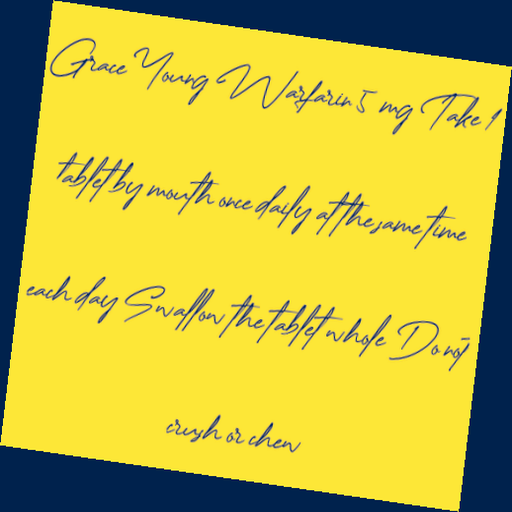 Grace Young Warfarin 5 mg Take 1
tablet by mouth once daily at the same time
each day Swallow the tablet whole Do not
crush or chew